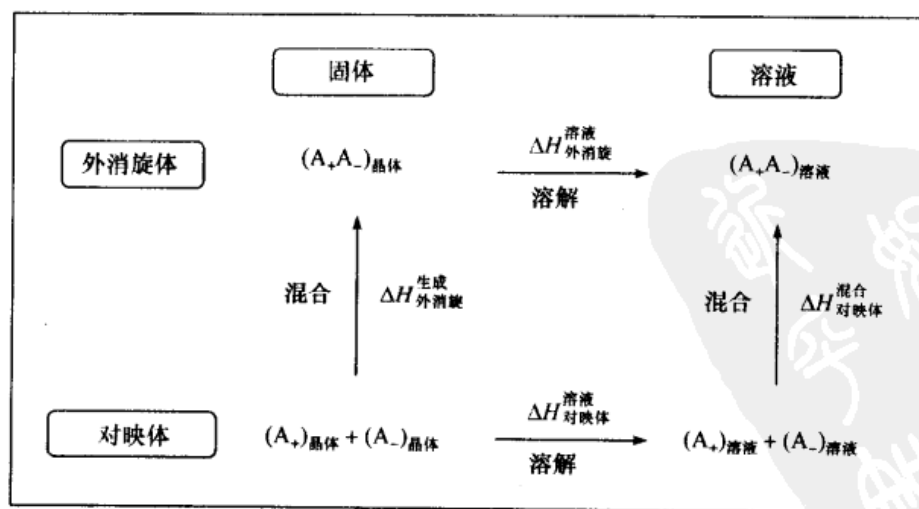 固体 溶液
外消旋体 (A₊A₋)晶体 ΔH溶液外消旋 (A₊A₋)溶液
溶解
混合 ΔH生成外消旋 混合 ΔH混合对映体
对映体 (A₊)晶体 + (A₋)晶体 ΔH溶液对映体 (A₊)溶液 + (A₋)溶液
溶解